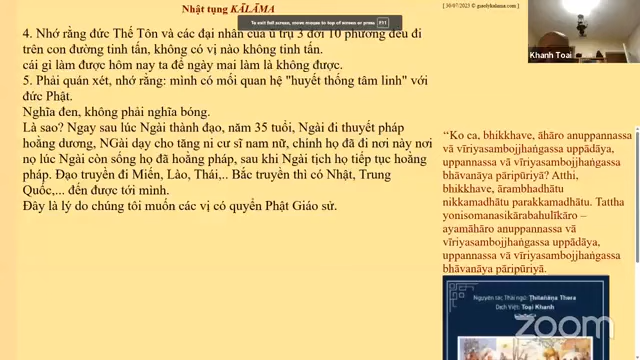 Nhật tụng KĀLĀMA
[ 30/07/2023 © giaolykalama.com ]
To exit full screen, move mouse to top of screen or press F11
4. Nhớ rằng đức Thế Tôn và các đại nhân của ũ trụ 3 đời 10 phương đều đi
trên con đường tinh tấn, không có vị nào không tinh tấn.
cái gì làm được hôm nay ta để ngày mai làm là không được.
5. Phải quán xét, nhớ rằng: mình có mối quan hệ "huyết thống tâm linh" với
đức Phật.
Nghĩa đen, không phải nghĩa bóng.
Là sao? Ngay sau lúc Ngài thành đạo, năm 35 tuổi, Ngài đi thuyết pháp
hoằng dương, NGài dạy cho tăng ni cư sĩ nam nữ, chính họ đã đi nơi này nơi
nọ lúc Ngài còn sống họ đã hoằng pháp, sau khi Ngài tịch họ tiếp tục hoằng
pháp. Đạo truyền đi Miến, Lào, Thái,.. Bắc truyền thì có Nhật, Trung
Quốc,... đến được tới mình.
Đây là lý do chúng tôi muốn các vị có quyển Phật Giáo sử.
Khanh Toai
“Ko ca, bhikkhave, āhāro anuppannassa
vā vīriyasambojjhaṅgassa uppādāya,
uppannassa vā vīriyasambojjhaṅgassa
bhāvanāya pāripūriyā? Atthi,
bhikkhave, ārambhadhātu
nikkamadhātu parakkamadhātu. Tattha
yonisomanasikārabahulīkāro –
ayamāhāro anuppannassa vā
vīriyasambojjhaṅgassa uppādāya,
uppannassa vā vīriyasambojjhaṅgassa
bhāvanāya pāripūriyā.
Nguyên tác Thái ngữ: Thitañāṇa Thera
Dịch Việt: Toại Khanh
zoom